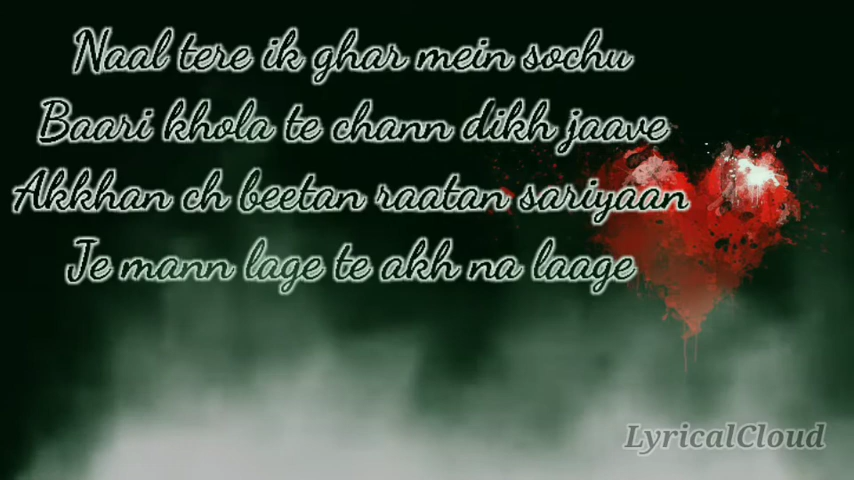 Naal tere ik ghar mein sochu
Baari khola te chann dikh jaave
Akkhan ch beetan raatan sariyaan
Je mann lage te akh na laage
LyricalCloud